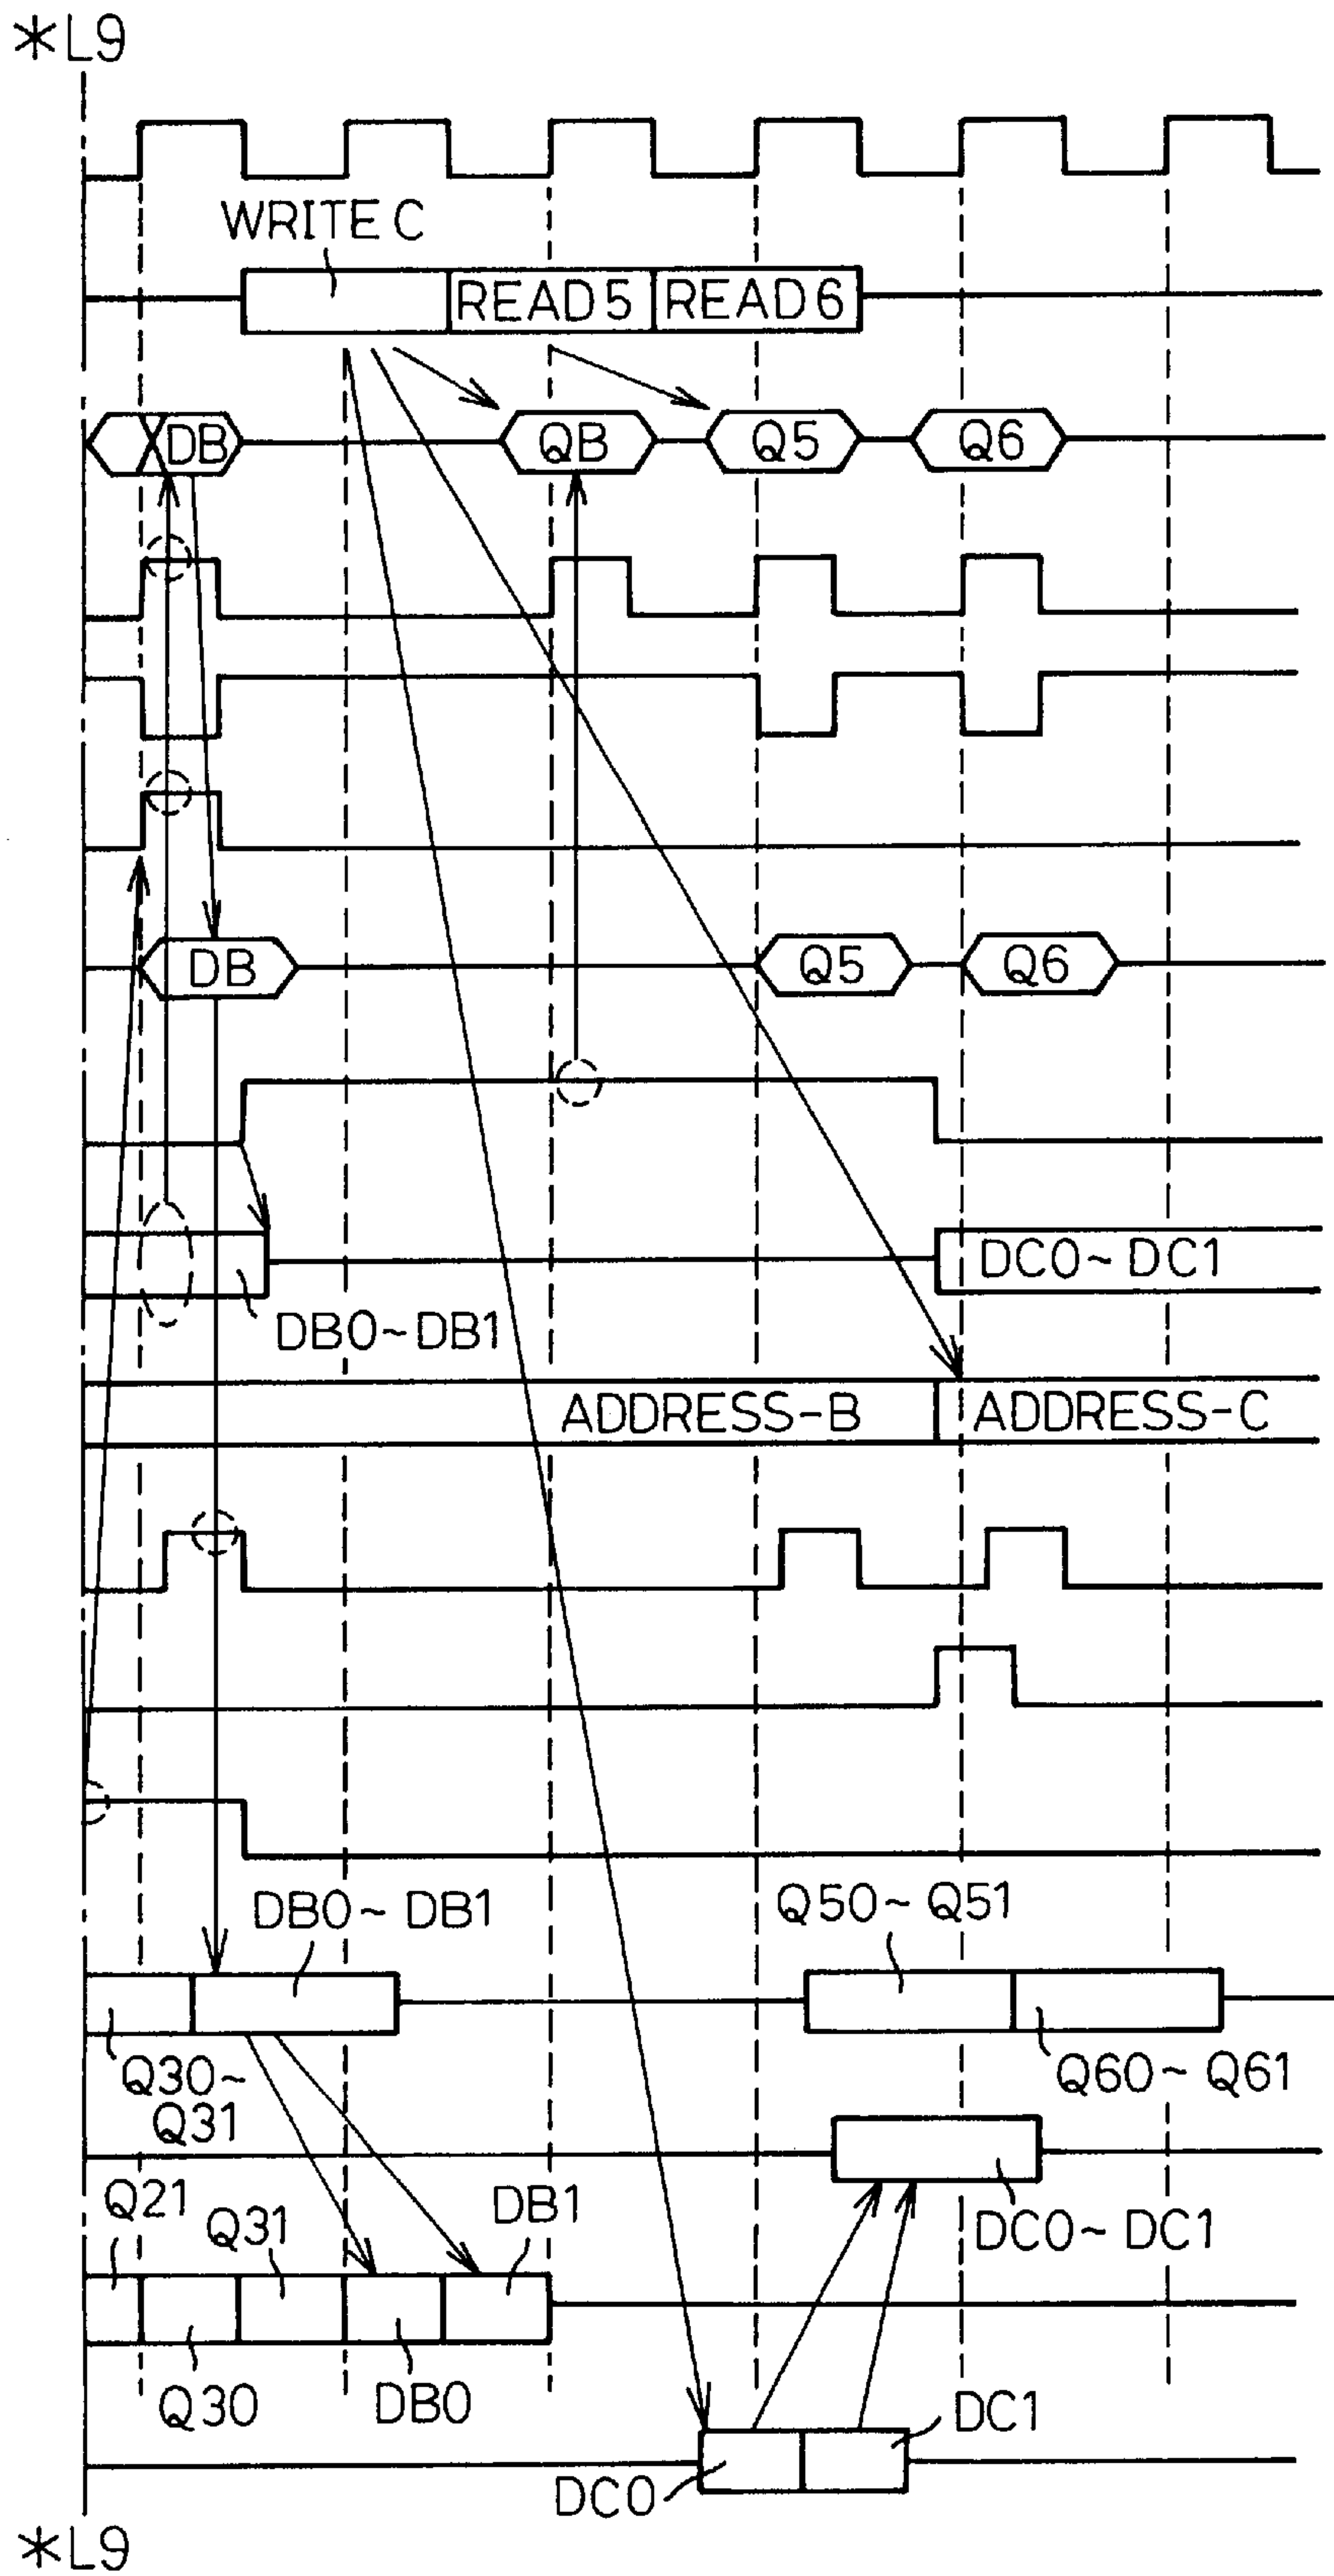 *L9
WRITE C
READ 5 READ 6
DB QB Q5 Q6
DB Q5 Q6
DC0~DC1
DB0~DB1
ADDRESS-B ADDRESS-C
DB0~DB1 Q50~Q51
Q30~
Q31
Q60~Q61
Q21 Q31 DB1 DC0~DC1
Q30 DB0 DC1
DC0
*L9